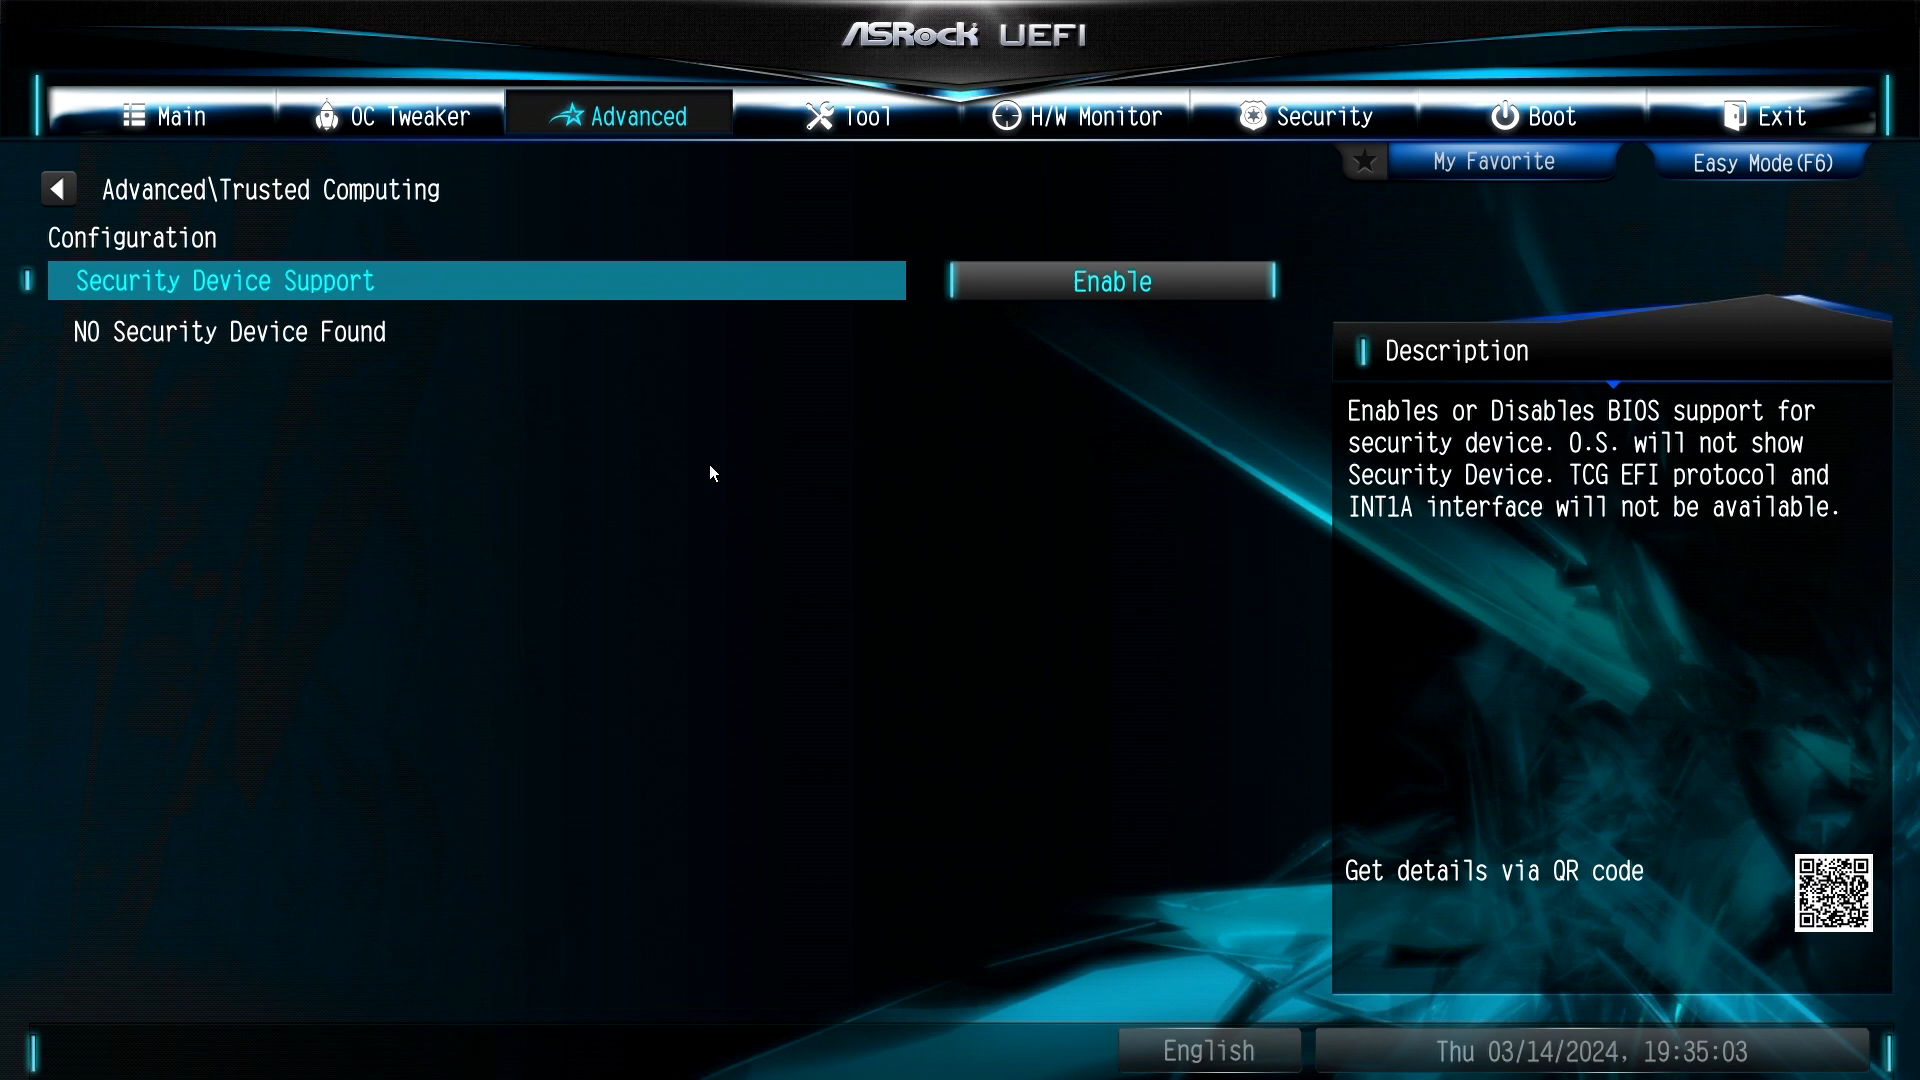 ASRock UEFI
Main
OC Tweaker
Advanced
Tool
H/W Monitor
Security
Boot
Exit
My Favorite
Easy Mode(F6)
Advanced\Trusted Computing
Configuration
Security Device Support
Enable
NO Security Device Found
Description
Enables or Disables BIOS support for
security device. O.S. will not show
Security Device. TCG EFI protocol and
INT1A interface will not be available.
Get details via QR code
English
Thu 03/14/2024, 19:35:03